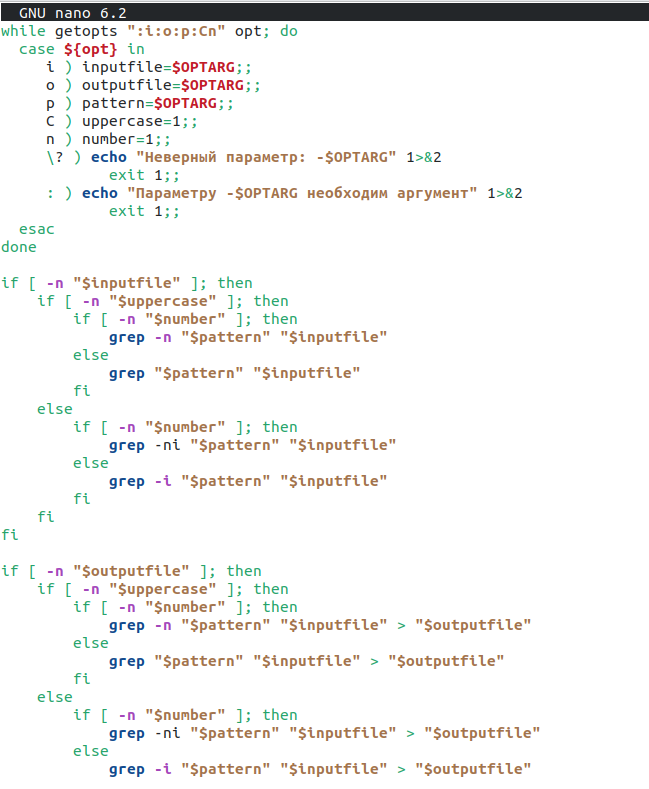 GNU nano 6.2
while getopts ":i:o:p:Cn" opt; do
  case ${opt} in
     i ) inputfile=$OPTARG;;
     o ) outputfile=$OPTARG;;
     p ) pattern=$OPTARG;;
     C ) uppercase=1;;
     n ) number=1;;
     \? ) echo "Неверный параметр: -$OPTARG" 1>&2
            exit 1;;
     : ) echo "Параметру -$OPTARG необходим аргумент" 1>&2
            exit 1;;
  esac
done

if [ -n "$inputfile" ]; then
    if [ -n "$uppercase" ]; then
        if [ -n "$number" ]; then
            grep -n "$pattern" "$inputfile"
        else
            grep "$pattern" "$inputfile"
        fi
    else
        if [ -n "$number" ]; then
            grep -ni "$pattern" "$inputfile"
        else
            grep -i "$pattern" "$inputfile"
        fi
    fi
fi

if [ -n "$outputfile" ]; then
    if [ -n "$uppercase" ]; then
        if [ -n "$number" ]; then
            grep -n "$pattern" "$inputfile" > "$outputfile"
        else
            grep "$pattern" "$inputfile" > "$outputfile"
        fi
    else
        if [ -n "$number" ]; then
            grep -ni "$pattern" "$inputfile" > "$outputfile"
        else
            grep -i "$pattern" "$inputfile" > "$outputfile"